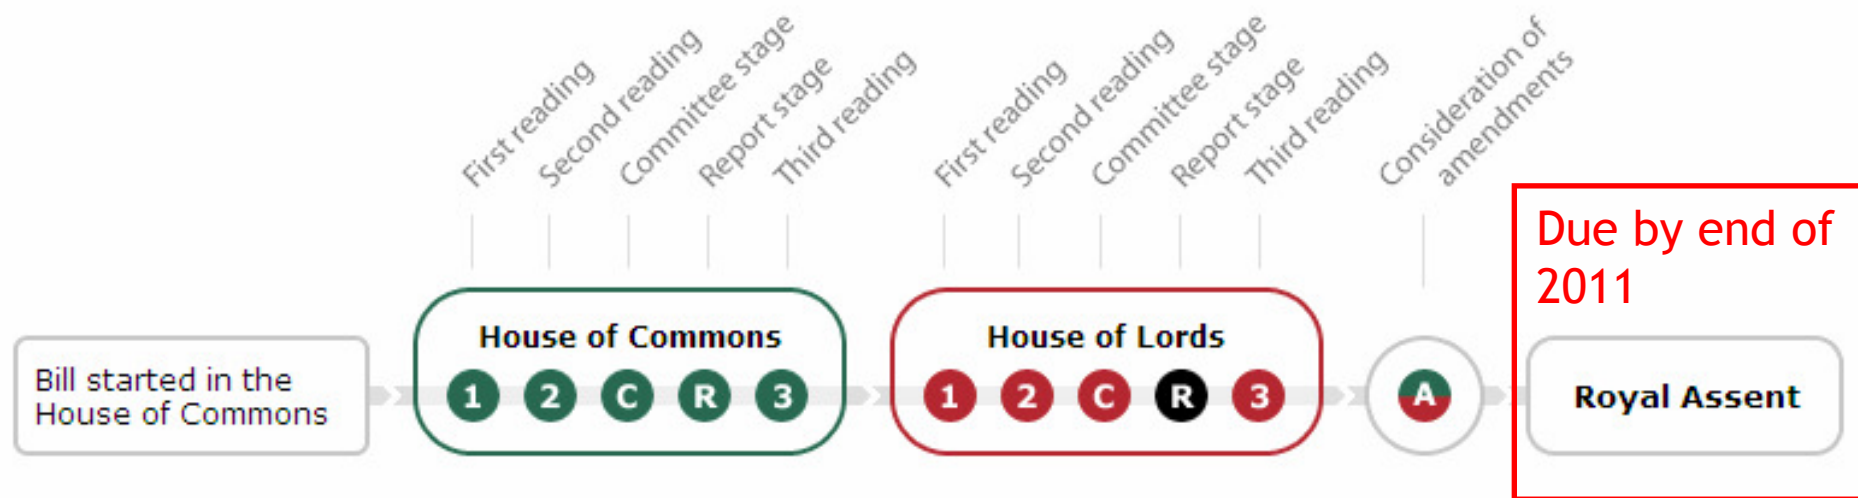 First reading
Second reading
Committee stage
Report stage
Third reading
First reading
Second reading
Committee stage
Report stage
Third reading
Consideration of
amendments
Due by end of
2011
Bill started in the
House of Commons
House of Commons
1 2 C R 3
House of Lords
1 2 C R 3
A
Royal Assent